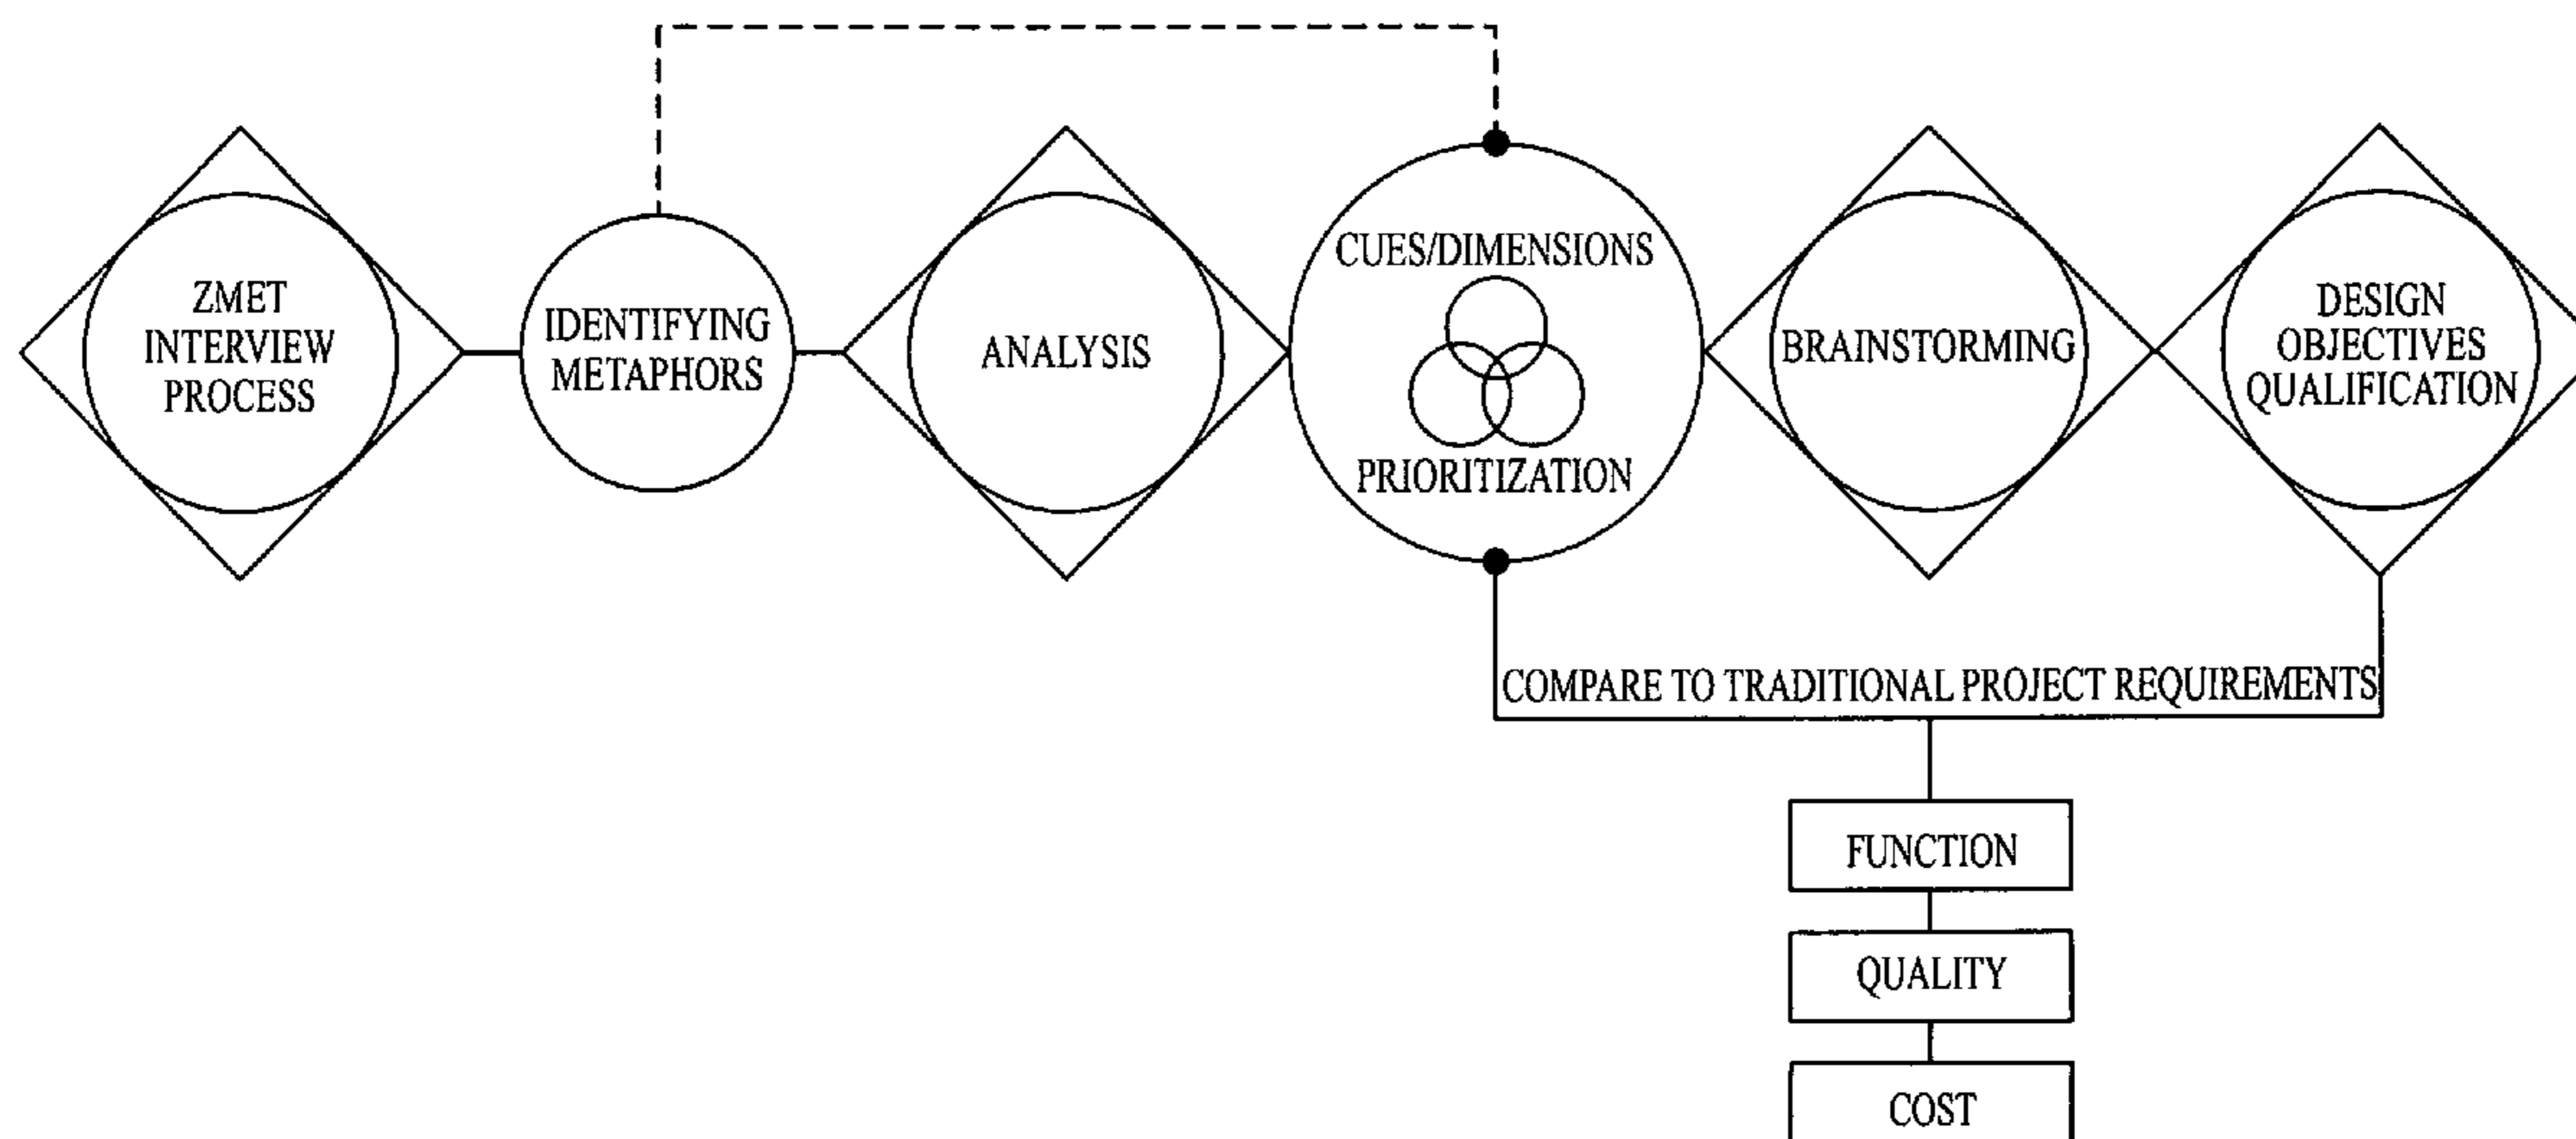 ZMET
INTERVIEW
PROCESS
IDENTIFYING
METAPHORS
ANALYSIS
CUES/DIMENSIONS
PRIORITIZATION
BRAINSTORMING
DESIGN
OBJECTIVES
QUALIFICATION
COMPARE TO TRADITIONAL PROJECT REQUIREMENTS
FUNCTION
QUALITY
COST